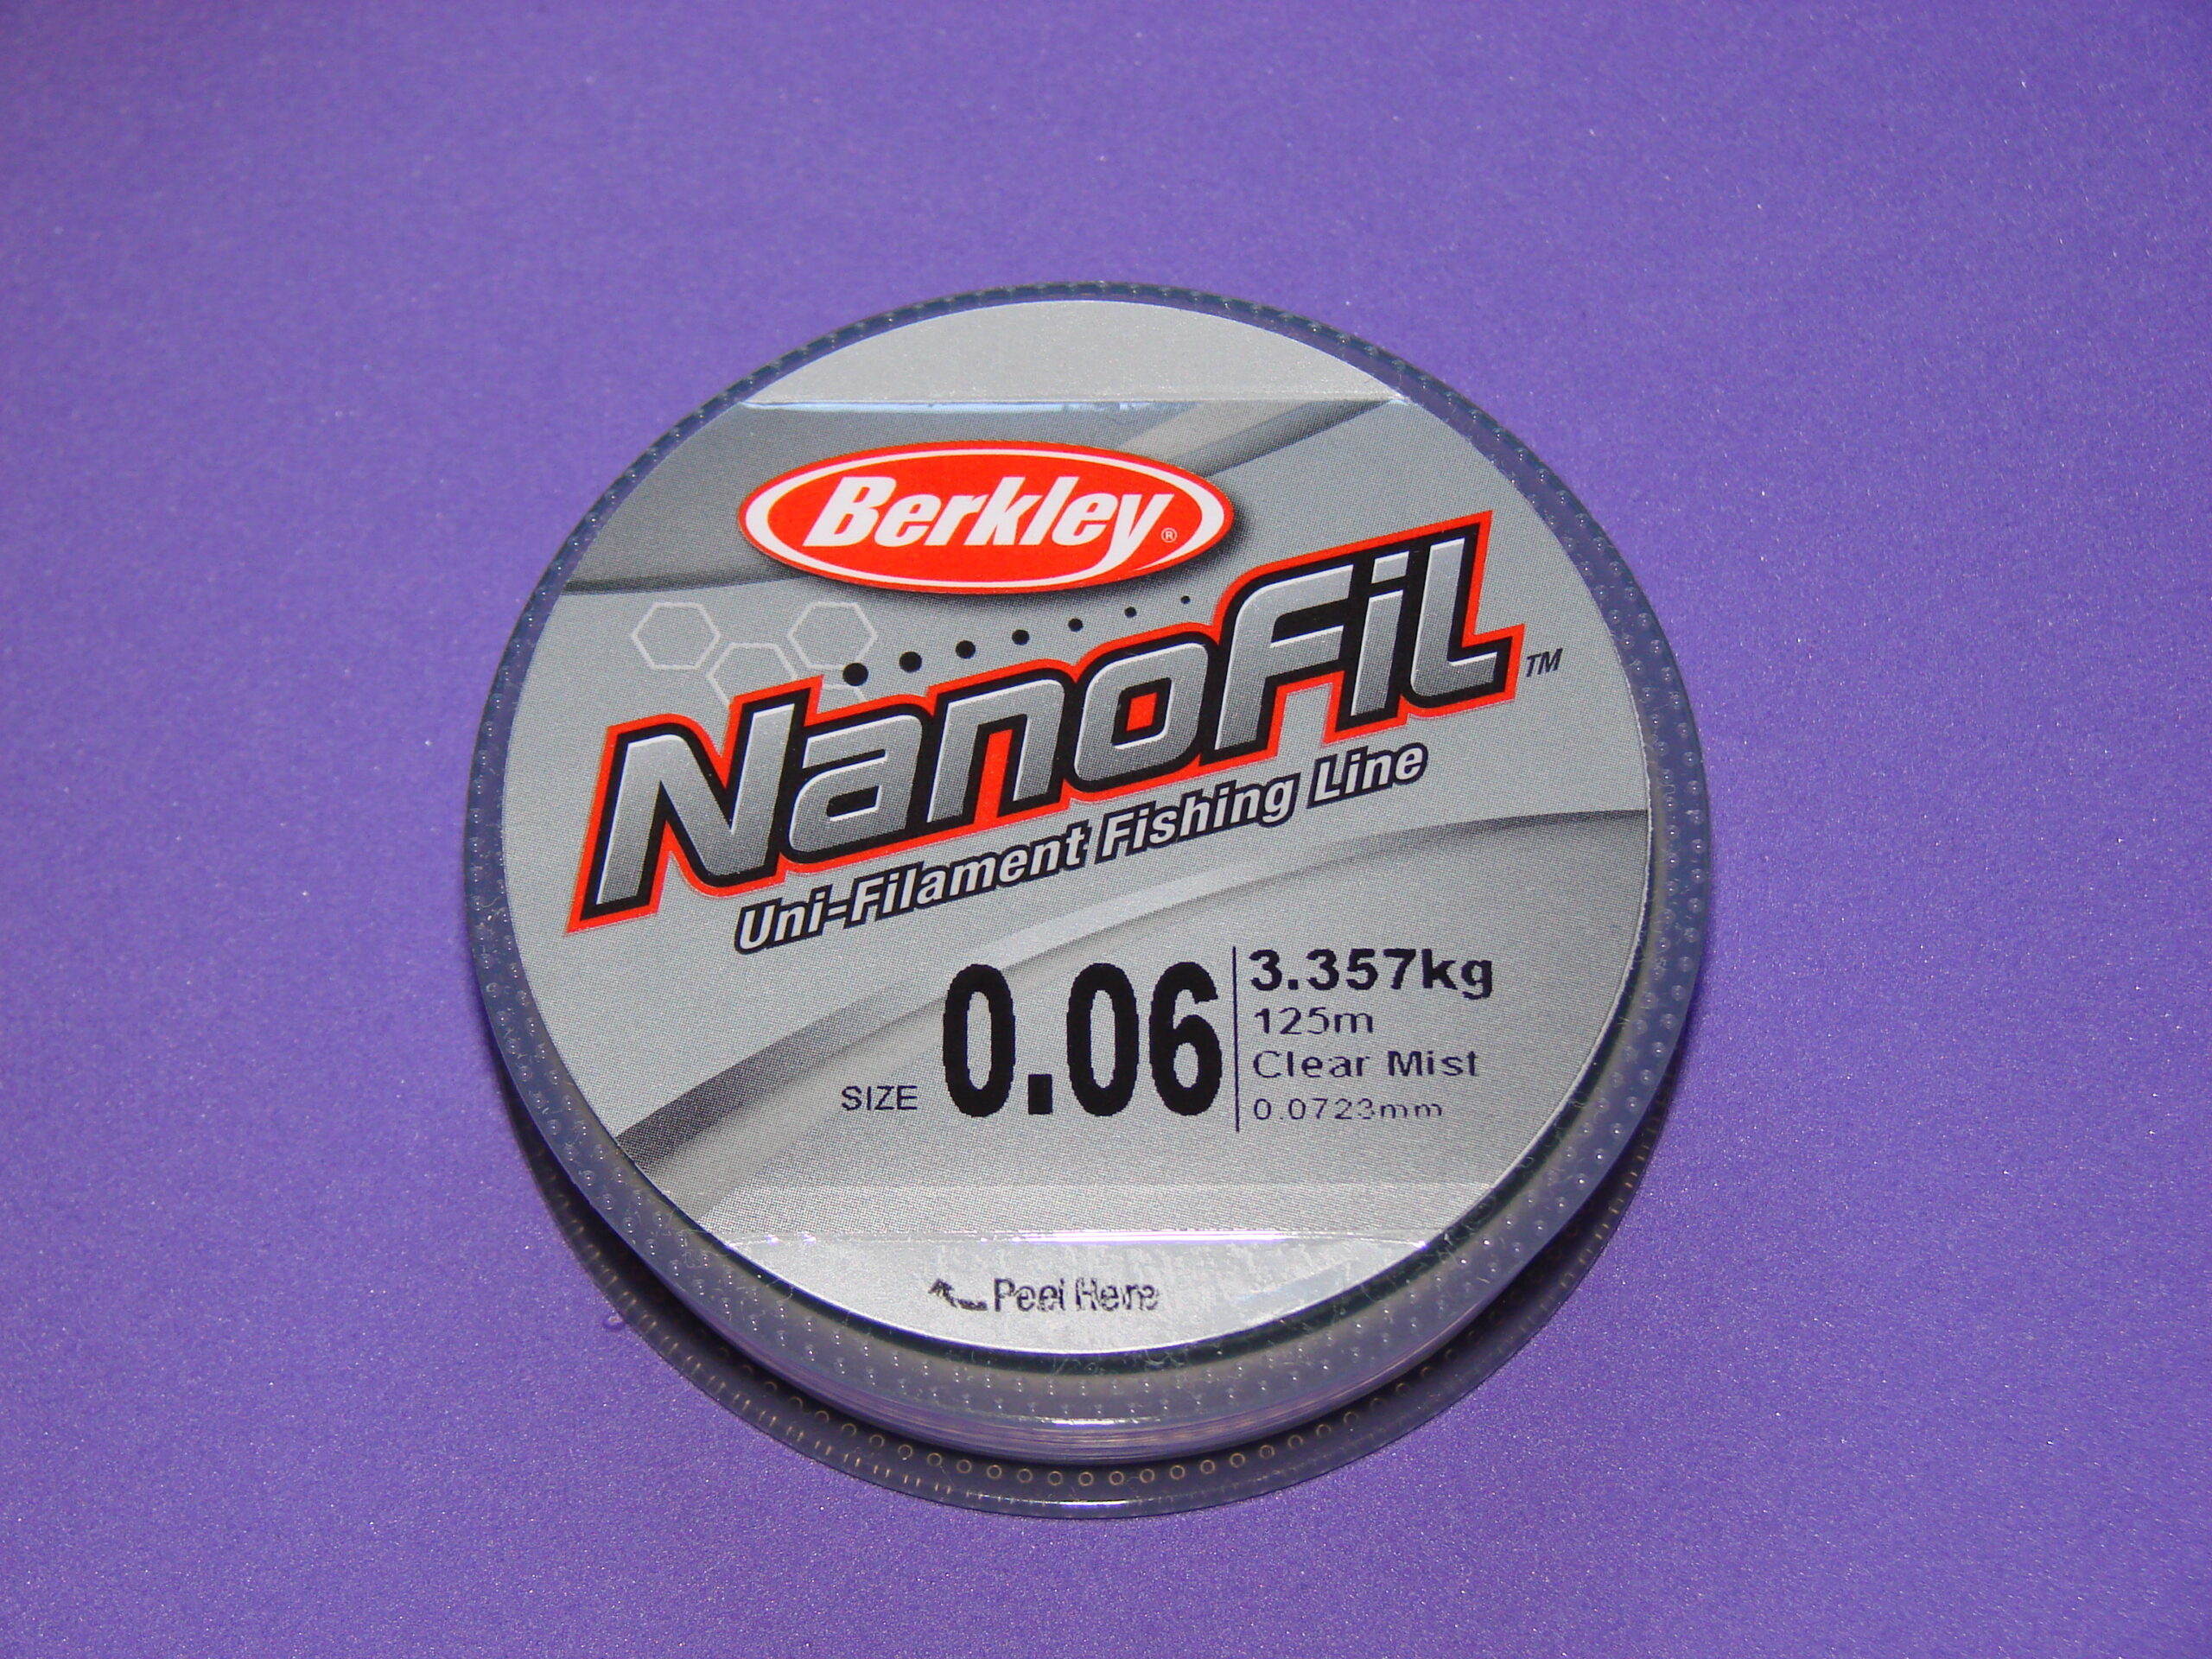 Berkley®
NanoFil™
Uni-Filament Fishing Line
SIZE 0.06
3.357kg
125m
Clear Mist
0.0723mm
Peel Here